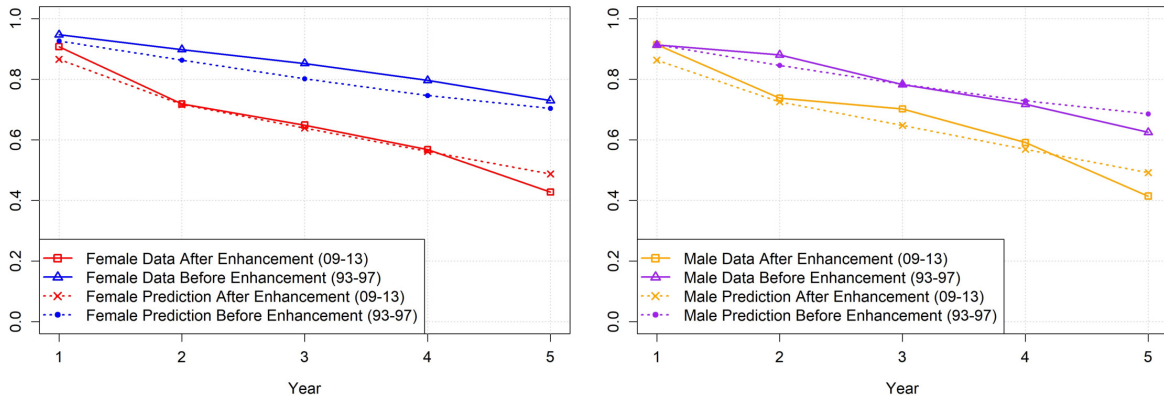 1.0
0.8
0.6
0.4
0.2
0.0
Female Data After Enhancement (09-13)
Female Data Before Enhancement (93-97)
Female Prediction After Enhancement (09-13)
Female Prediction Before Enhancement (93-97)
1 2 3 4 5
Year
1.0
0.8
0.6
0.4
0.2
0.0
Male Data After Enhancement (09-13)
Male Data Before Enhancement (93-97)
Male Prediction After Enhancement (09-13)
Male Prediction Before Enhancement (93-97)
1 2 3 4 5
Year